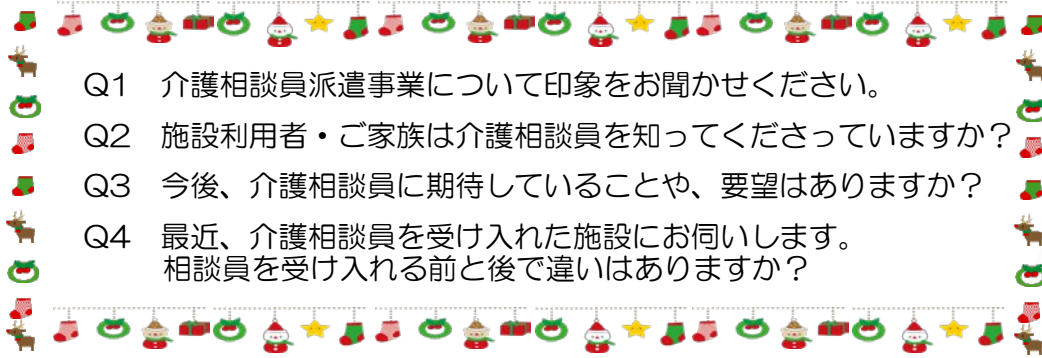 Q1　介護相談員派遣事業について印象をお聞かせください。
Q2　施設利用者・ご家族は介護相談員を知ってくださっていますか？
Q3　今後、介護相談員に期待していることや、要望はありますか？
Q4　最近、介護相談員を受け入れた施設にお伺いします。
相談員を受け入れる前と後で違いはありますか？